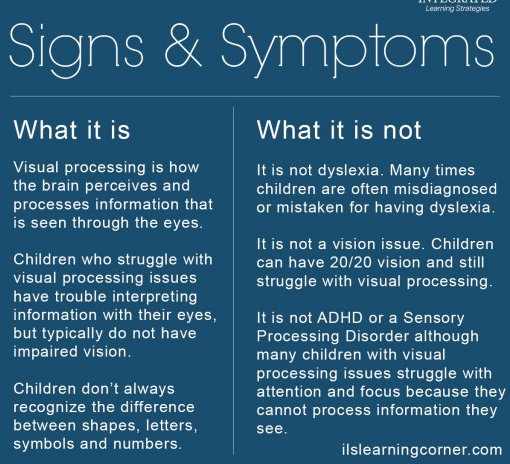 INTEGRATED
Learning Strategies
Signs & Symptoms
What it is
Visual processing is how
the brain perceives and
processes information that
is seen through the eyes.
Children who struggle with
visual processing issues
have trouble interpreting
information with their eyes,
but typically do not have
impaired vision.
Children don't always
recognize the difference
between shapes, letters,
symbols and numbers.
What it is not
It is not dyslexia. Many times
children are often misdiagnosed
or mistaken for having dyslexia.
It is not a vision issue. Children
can have 20/20 vision and still
struggle with visual processing.
It is not ADHD or a Sensory
Processing Disorder although
many children with visual
processing issues struggle with
attention and focus because they
cannot process information they
see.
ilslearningcorner.com